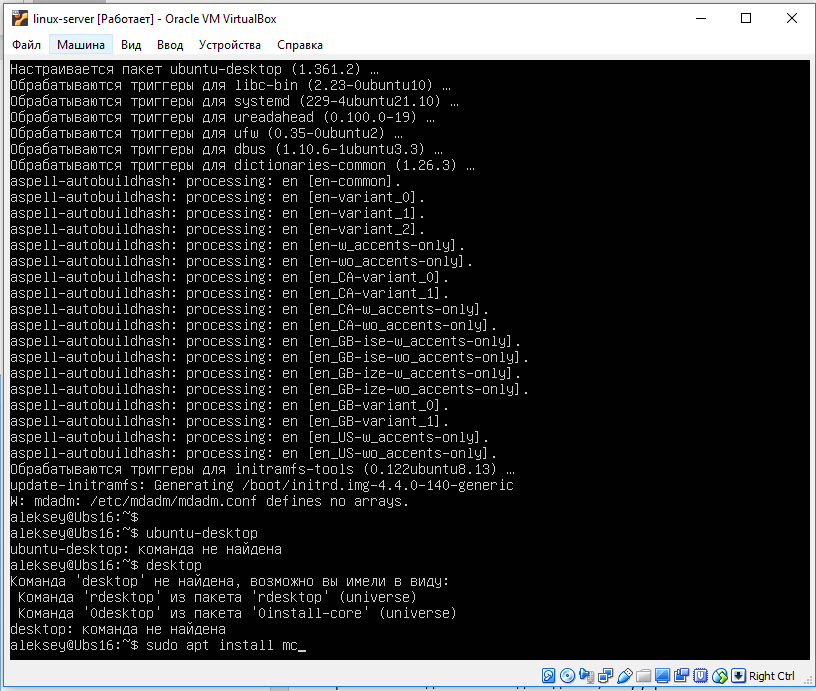 linux-server [Работает] - Oracle VM VirtualBox
Файл Машина Вид Ввод Устройства Справка
Настраивается пакет ubuntu-desktop (1.361.2) …
Обрабатываются триггеры для libc-bin (2.23-0ubuntu10) …
Обрабатываются триггеры для systemd (229-4ubuntu21.10) …
Обрабатываются триггеры для ureadahead (0.100.0-19) …
Обрабатываются триггеры для ufw (0.35-0ubuntu2) …
Обрабатываются триггеры для dbus (1.10.6-1ubuntu3.3) …
Обрабатываются триггеры для dictionaries-common (1.26.3) …
aspell-autobuildhash: processing: en [en-common].
aspell-autobuildhash: processing: en [en-variant_0].
aspell-autobuildhash: processing: en [en-variant_1].
aspell-autobuildhash: processing: en [en-variant_2].
aspell-autobuildhash: processing: en [en-w_accents-only].
aspell-autobuildhash: processing: en [en-wo_accents-only].
aspell-autobuildhash: processing: en [en_CA-variant_0].
aspell-autobuildhash: processing: en [en_CA-variant_1].
aspell-autobuildhash: processing: en [en_CA-w_accents-only].
aspell-autobuildhash: processing: en [en_CA-wo_accents-only].
aspell-autobuildhash: processing: en [en_GB-ise-w_accents-only].
aspell-autobuildhash: processing: en [en_GB-ise-wo_accents-only].
aspell-autobuildhash: processing: en [en_GB-ize-w_accents-only].
aspell-autobuildhash: processing: en [en_GB-ize-wo_accents-only].
aspell-autobuildhash: processing: en [en_GB-variant_0].
aspell-autobuildhash: processing: en [en_GB-variant_1].
aspell-autobuildhash: processing: en [en_US-w_accents-only].
aspell-autobuildhash: processing: en [en_US-wo_accents-only].
Обрабатываются триггеры для initramfs-tools (0.122ubuntu8.13) …
update-initramfs: Generating /boot/initrd.img-4.4.0-140-generic
W: mdadm: /etc/mdadm/mdadm.conf defines no arrays.
aleksey@Ubs16:~$
aleksey@Ubs16:~$ ubuntu-desktop
ubuntu-desktop: команда не найдена
aleksey@Ubs16:~$ desktop
Команда 'desktop' не найдена, возможно вы имели в виду:
 Команда 'rdesktop' из пакета 'rdesktop' (universe)
 Команда '0desktop' из пакета '0install-core' (universe)
desktop: команда не найдена
aleksey@Ubs16:~$ sudo apt install mc_
Right Ctrl